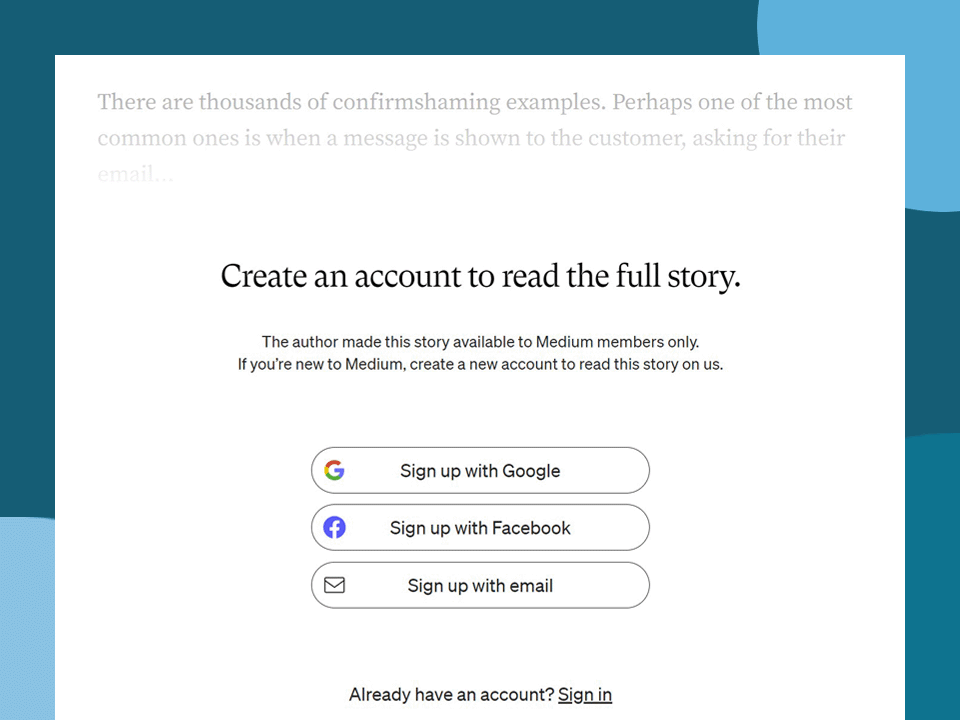 There are thousands of confirmshaming examples. Perhaps one of the most
common ones is when a message is shown to the customer, asking for their
email...
Create an account to read the full story.
The author made this story available to Medium members only.
If you're new to Medium, create a new account to read this story on us.
Sign up with Google
Sign up with Facebook
Sign up with email
Already have an account? Sign in